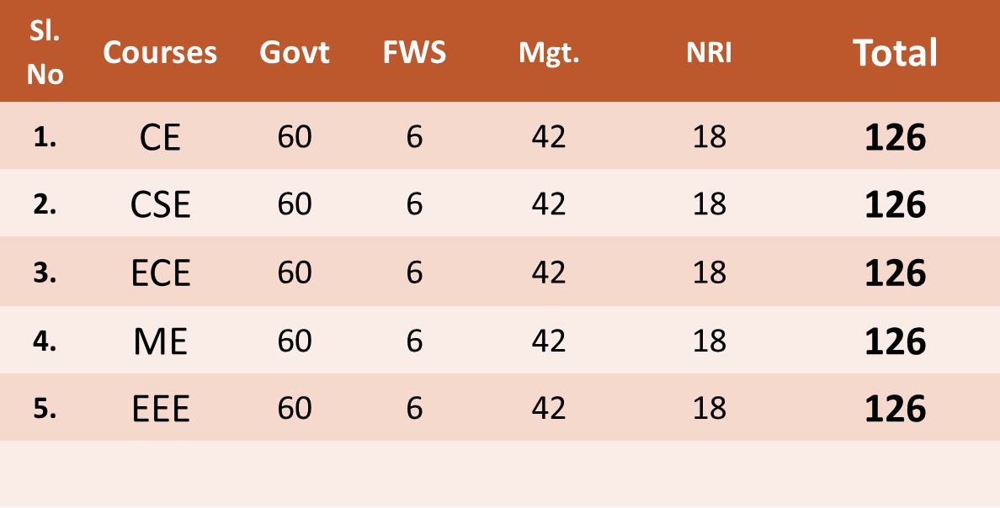 Sl. No Courses Govt FWS Mgt. NRI Total
1. CE 60 6 42 18 126
2. CSE 60 6 42 18 126
3. ECE 60 6 42 18 126
4. ME 60 6 42 18 126
5. EEE 60 6 42 18 126